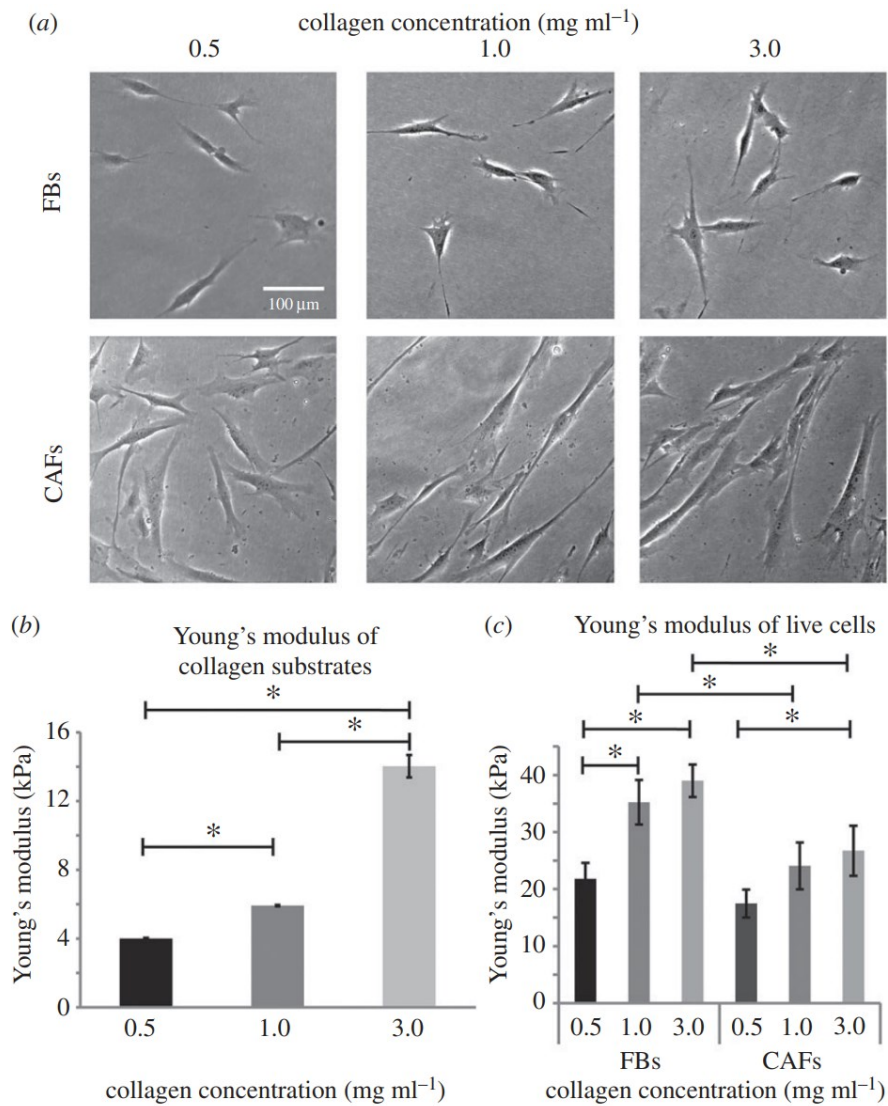 (a)
collagen concentration (mg ml⁻¹)
0.5 1.0 3.0
FBs
100 µm
CAFs
(b)
Young's modulus of
collagen substrates
*
*
*
16
12
8
4
0
Young's modulus (kPa)
0.5 1.0 3.0
collagen concentration (mg ml⁻¹)
(c)
Young's modulus of live cells
*
*
*
*
*
40
30
20
10
0
Young's modulus (kPa)
0.5 1.0 3.0 0.5 1.0 3.0
FBs CAFs
collagen concentration (mg ml⁻¹)